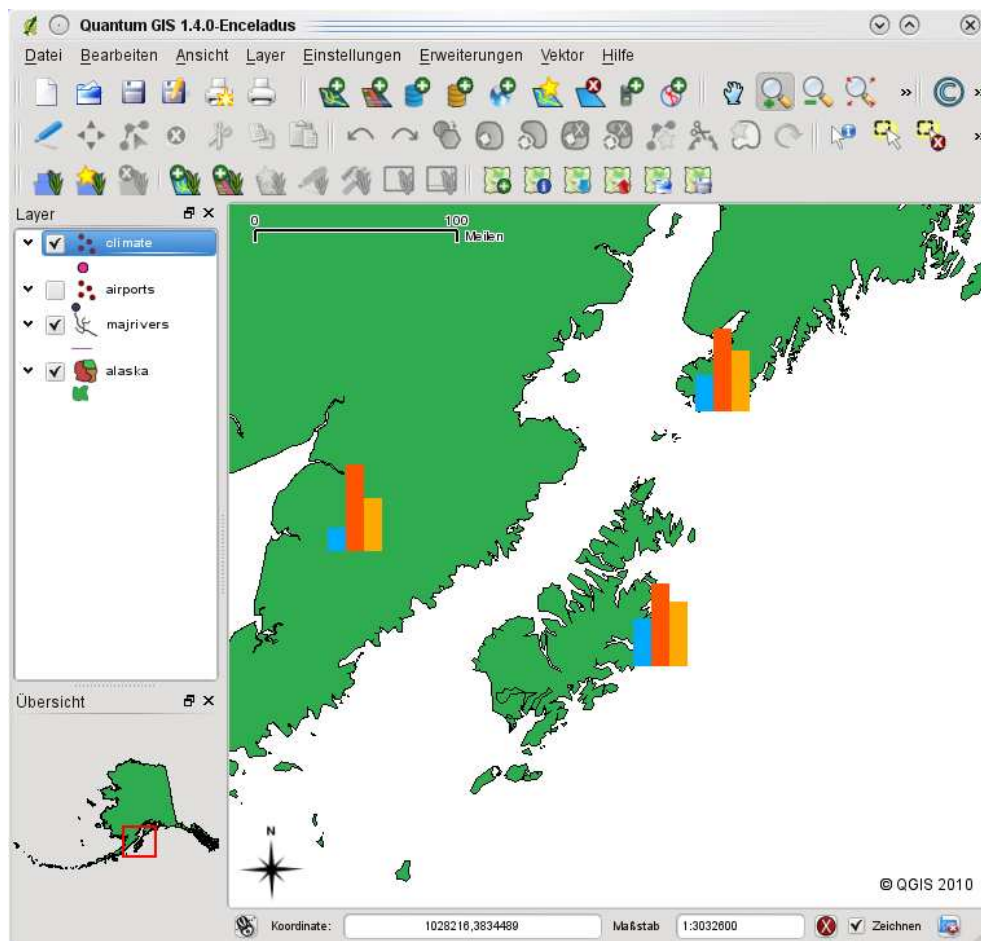 Quantum GIS 1.4.0-Enceladus
Datei Bearbeiten Ansicht Layer Einstellungen Erweiterungen Vektor Hilfe
Layer
climate
airports
majrivers
alaska
0 100
Meilen
Übersicht
N
© QGIS 2010
Koordinate: 1028216,3834489 Maßstab 1:3032600 Zeichnen